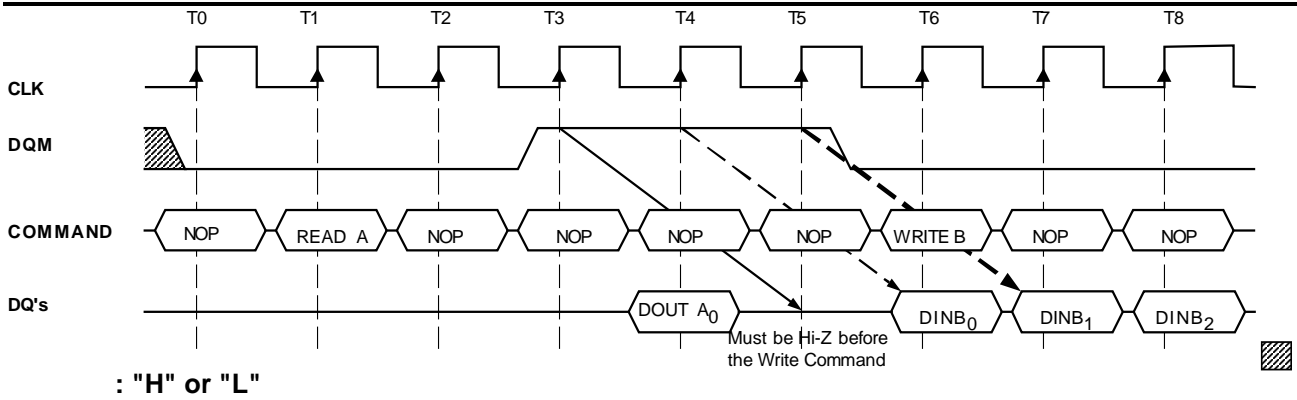 T0 T1 T2 T3 T4 T5 T6 T7 T8
CLK
DQM
COMMAND NOP READ A NOP NOP NOP NOP WRITE B NOP NOP
DQ's DOUT A0 DINB0 DINB1 DINB2
Must be Hi-Z before
the Write Command
: "H" or "L"